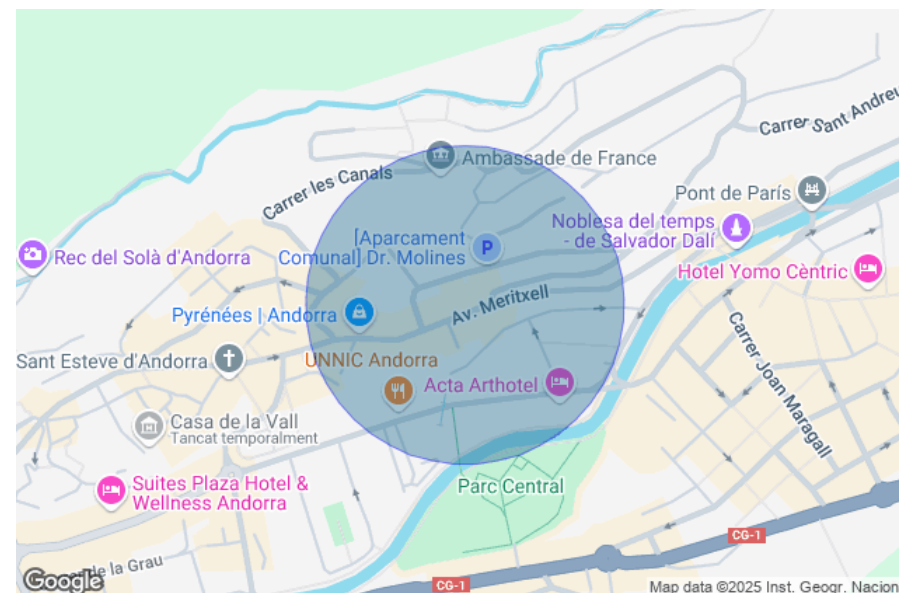 Carrer Sant Andreu
Ambassade de France
Carrer les Canals
Pont de París
Noblesa del temps
- de Salvador Dalí
[Aparcament
Comunal] Dr. Molines
P
Rec del Solà d'Andorra
Hotel Yomo Cèntric
Av. Meritxell
Pyrénées | Andorra
Sant Esteve d'Andorra
UNNIC Andorra
Acta Arthotel
Carrer Joan Maragall
Casa de la Vall
Tancat temporalment
Suites Plaza Hotel &
Wellness Andorra
Parc Central
CG-1
de la Grau
CG-1
Google
Map data ©2025 Inst. Geogr. Nacion